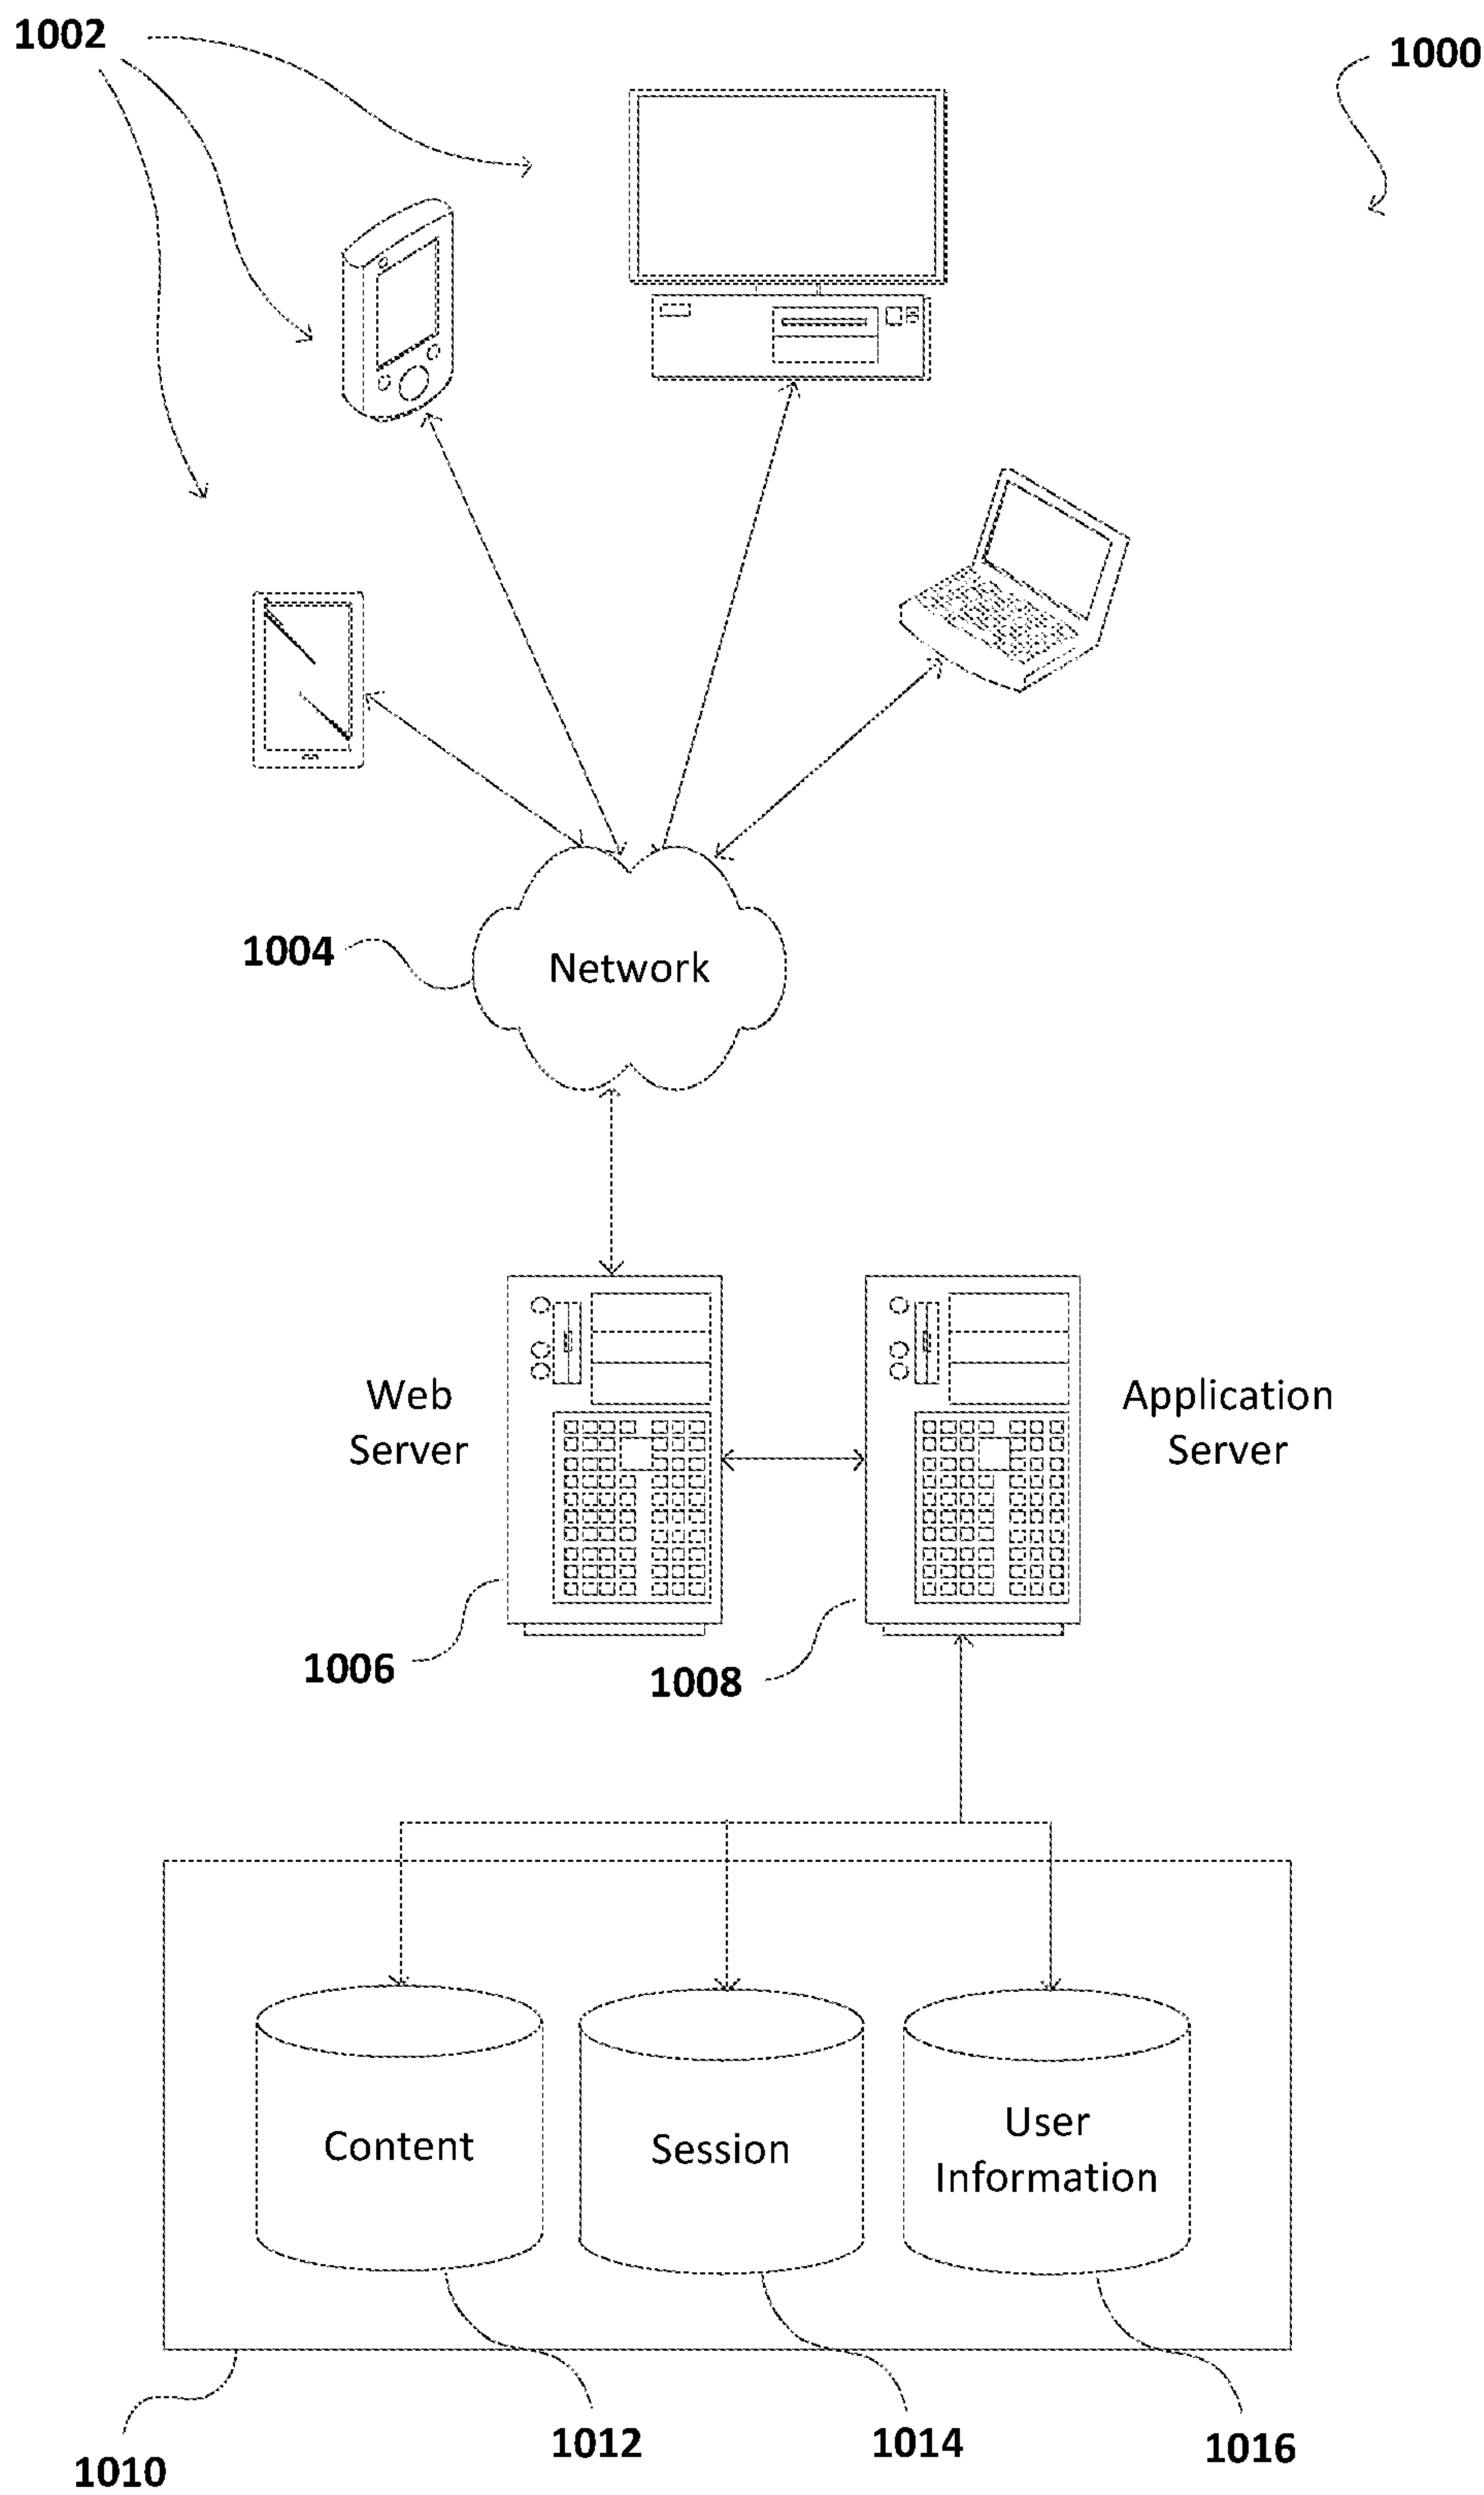 1002
1000
1004
Network
Web
Server
Application
Server
1006
1008
Content
Session
User
Information
1012
1014
1016
1010